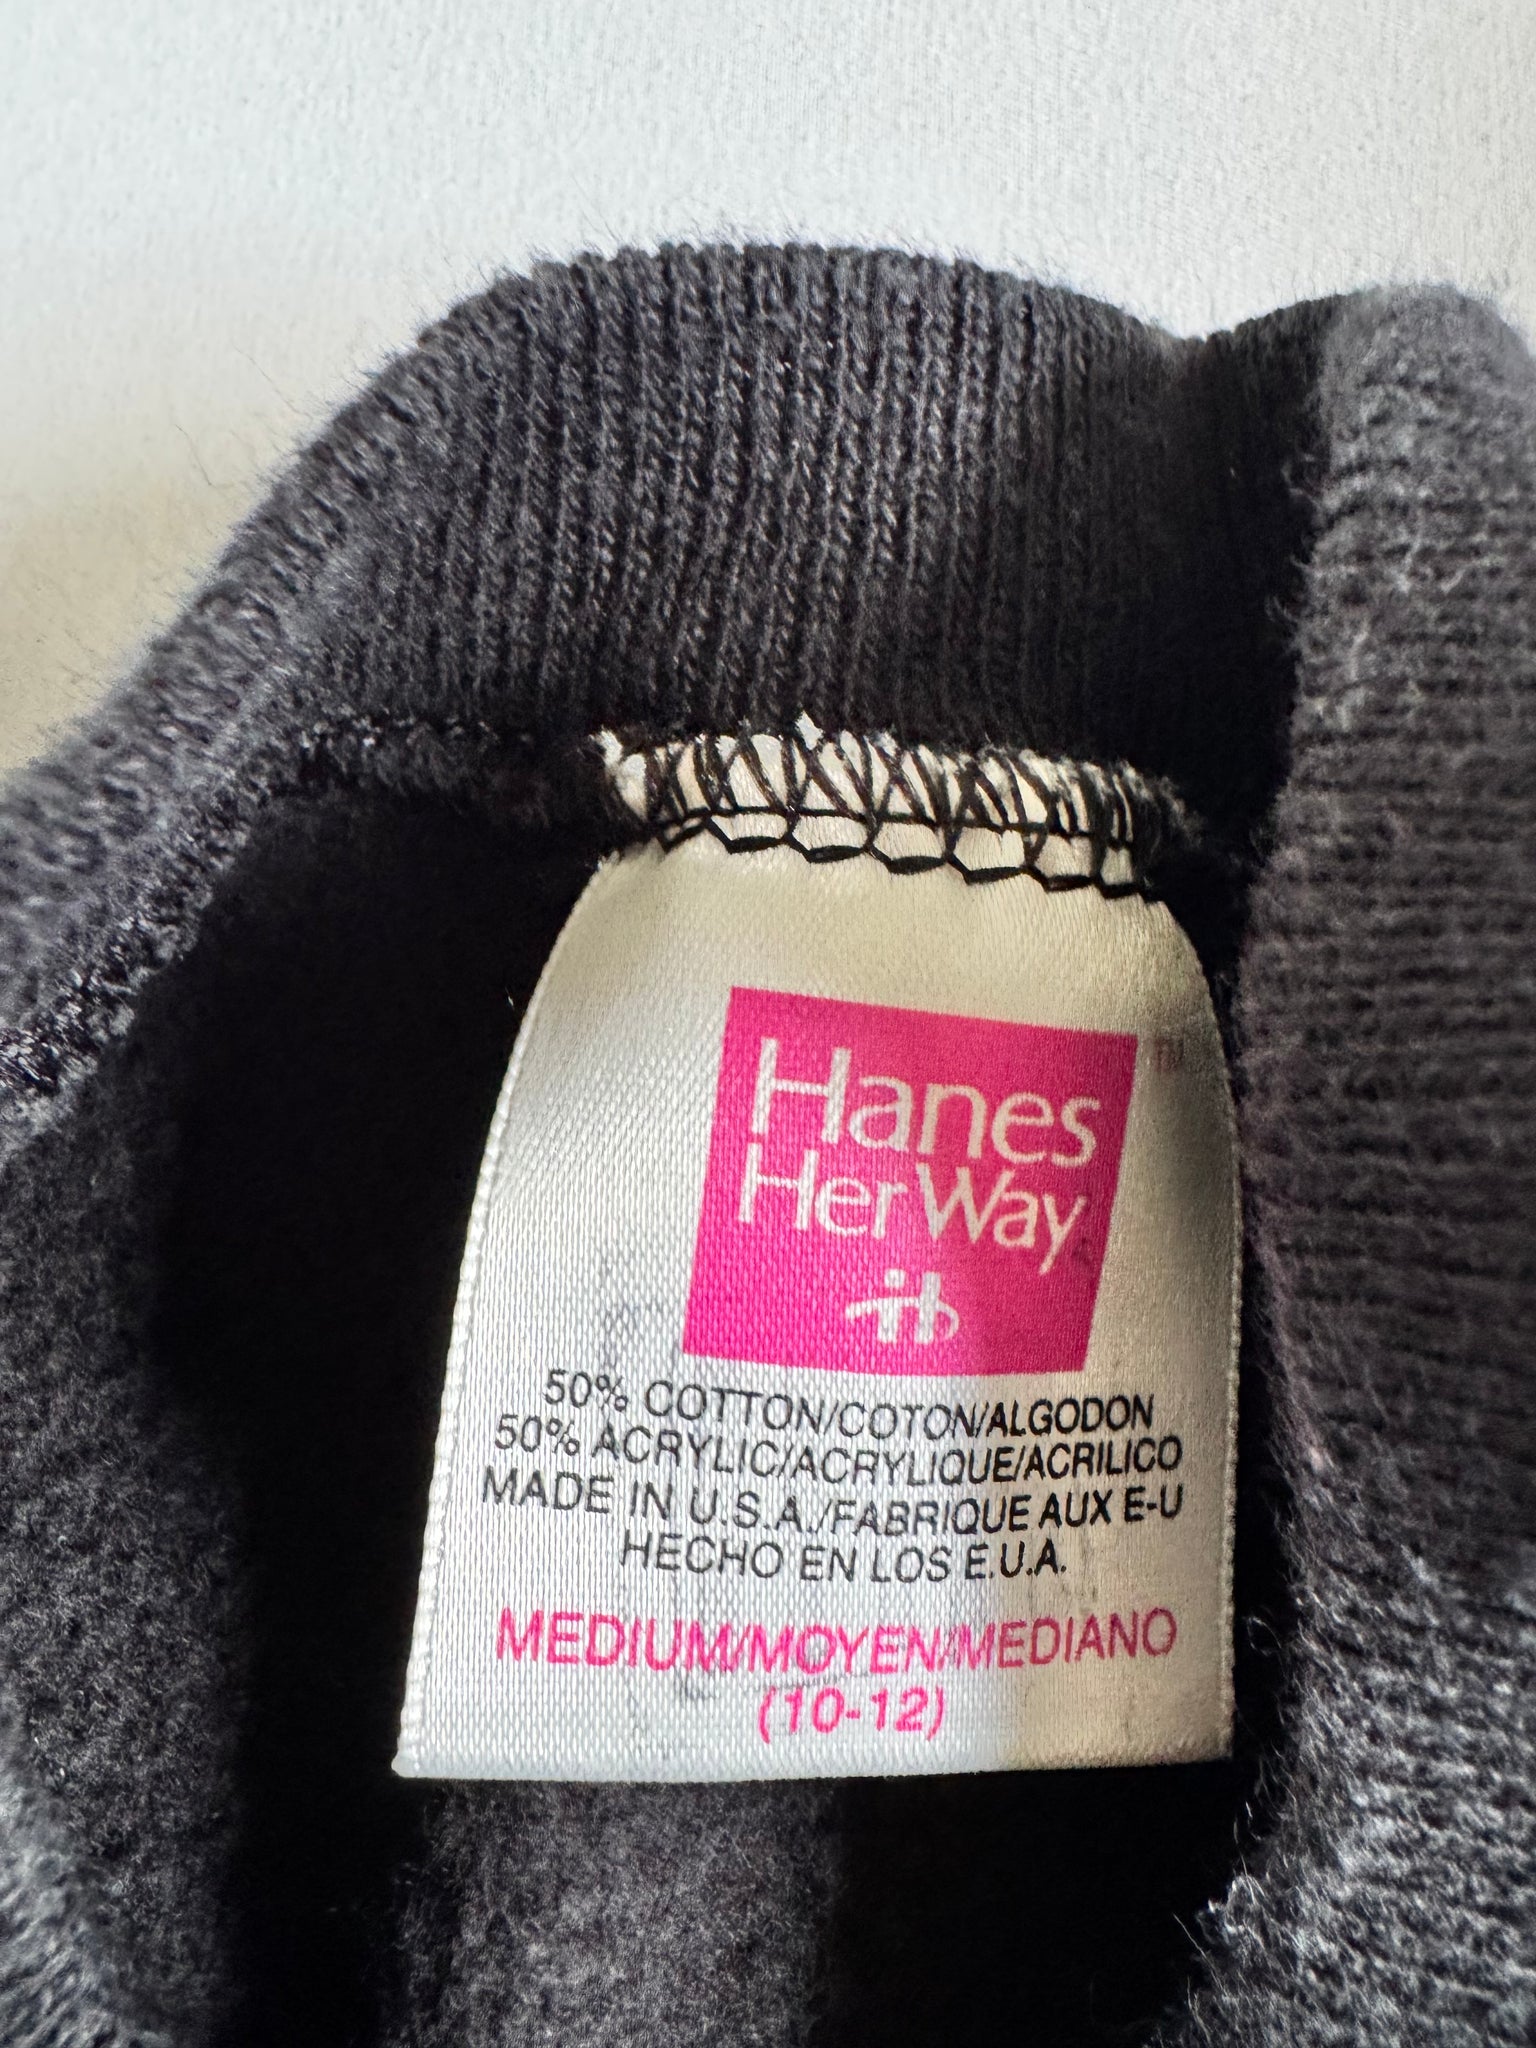 Hanes
Her Way
50% COTTON/COTON/ALGODON
50% ACRYLIC/ACRYLIQUE/ACRILICO
MADE IN U.S.A./FABRIQUE AUX E-U
HECHO EN LOS E.U.A.
MEDIUM/MOYEN/MEDIANO
(10-12)